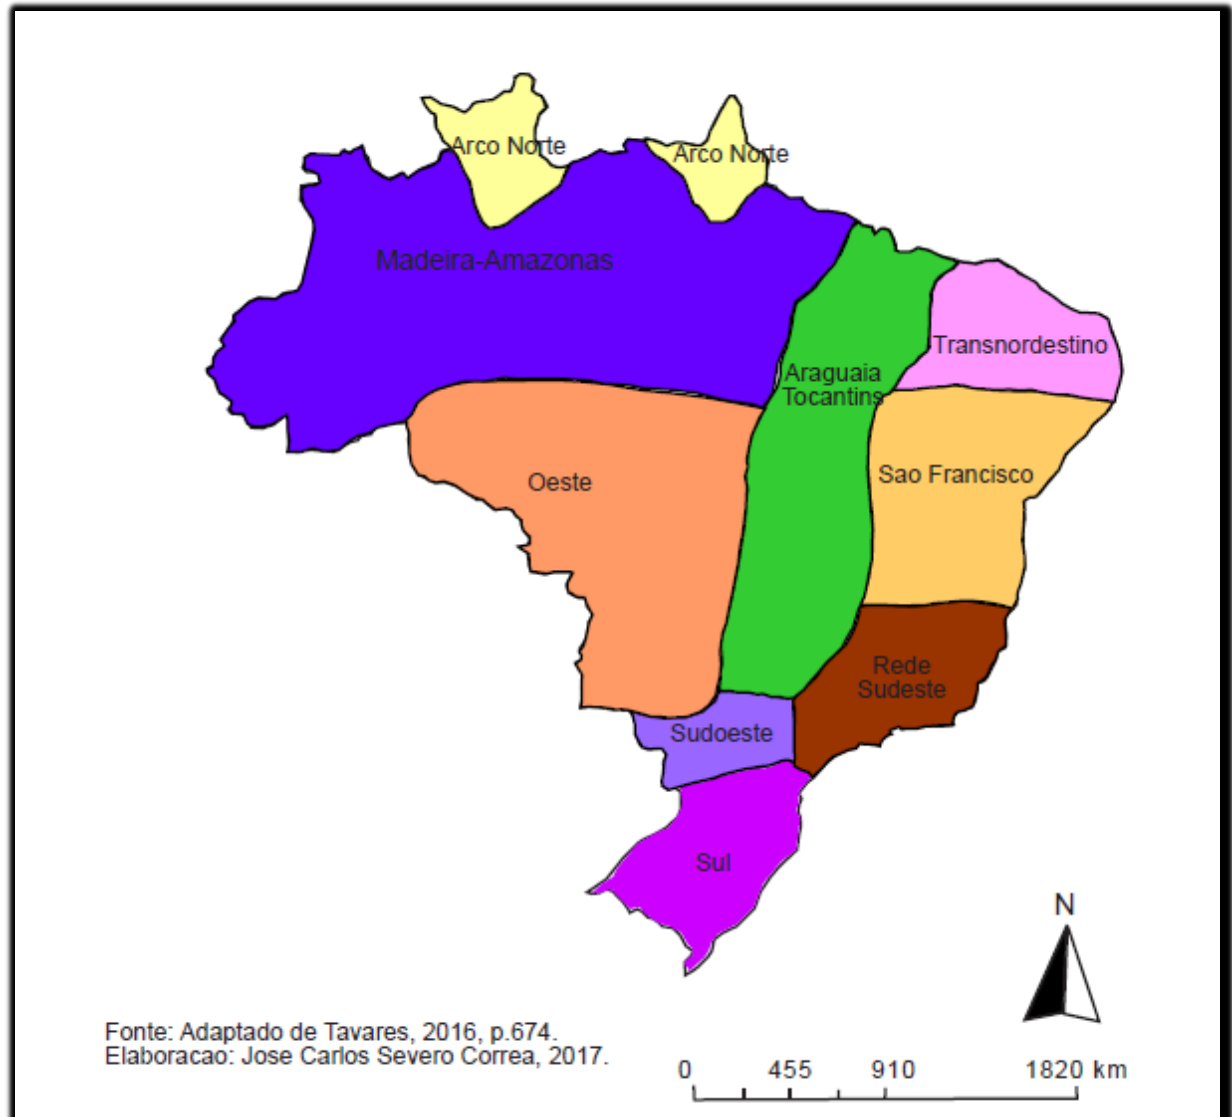 Arco Norte
Arco Norte
Madeira-Amazonas
Transnordestino
Araguaia
Tocantins
Sao Francisco
Oeste
Rede
Sudeste
Sudoeste
Sul
N
Fonte: Adaptado de Tavares, 2016, p.674.
Elaboracao: Jose Carlos Severo Correa, 2017.
0 455 910 1820 km